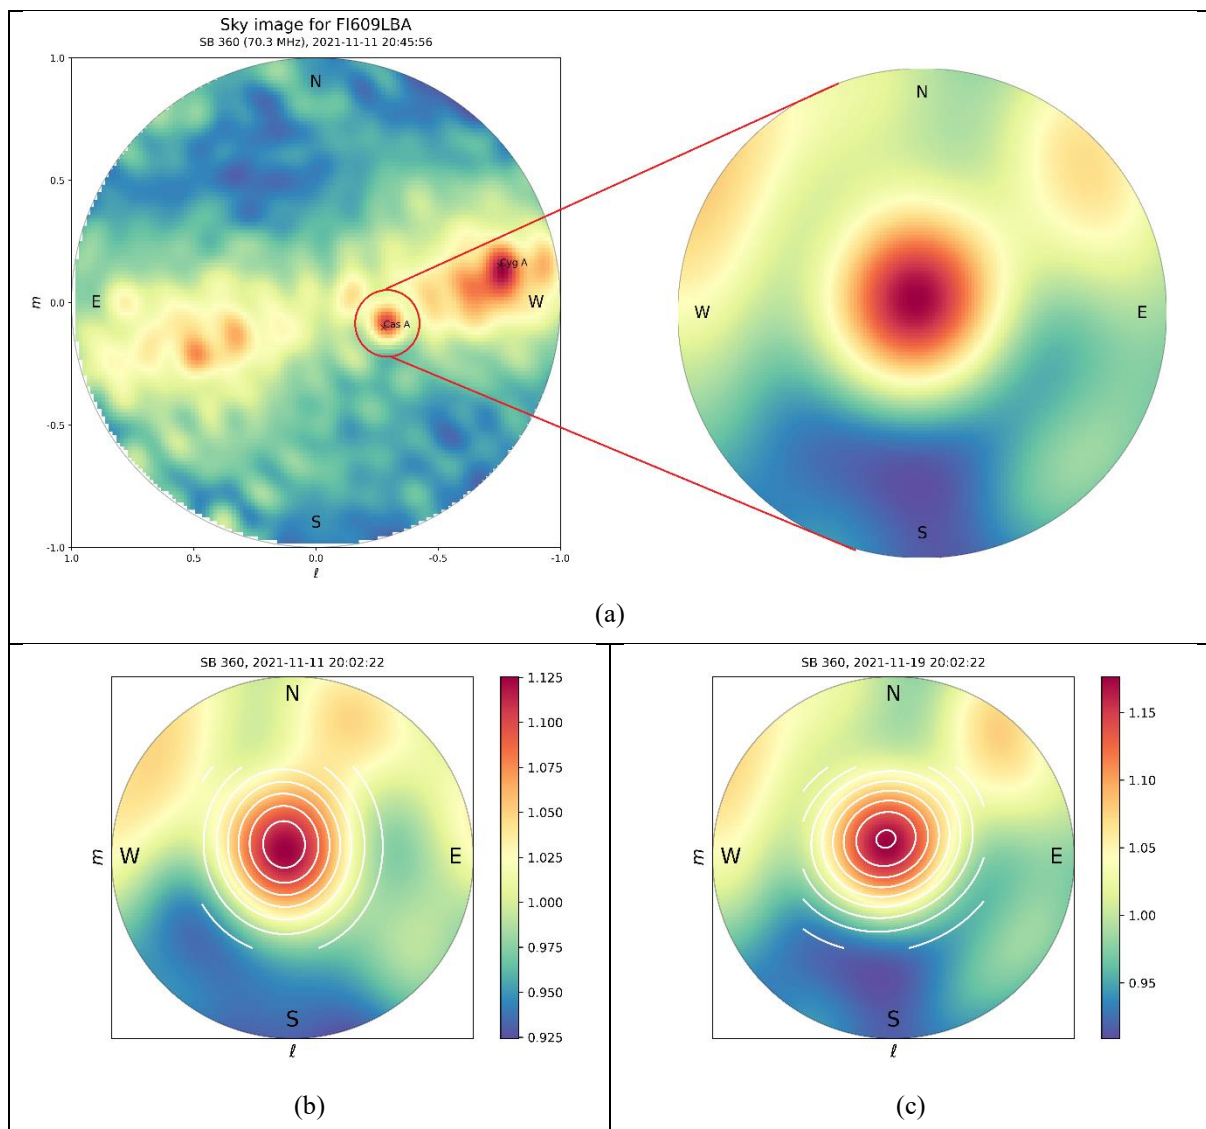 Sky image for FI609LBA
SB 360 (70.3 MHz), 2021-11-11 20:45:56
1.0
0.5
0.0
-0.5
-1.0
m
1.0
0.5
0.0
-0.5
-1.0
ℓ
N
E
W
S
Cyg A
Cas A
N
W
E
S
(a)
SB 360, 2021-11-11 20:02:22
N
W
E
S
m
ℓ
1.125
1.100
1.075
1.050
1.025
1.000
0.975
0.950
0.925
(b)
SB 360, 2021-11-19 20:02:22
N
W
E
S
m
ℓ
1.15
1.10
1.05
1.00
0.95
(c)